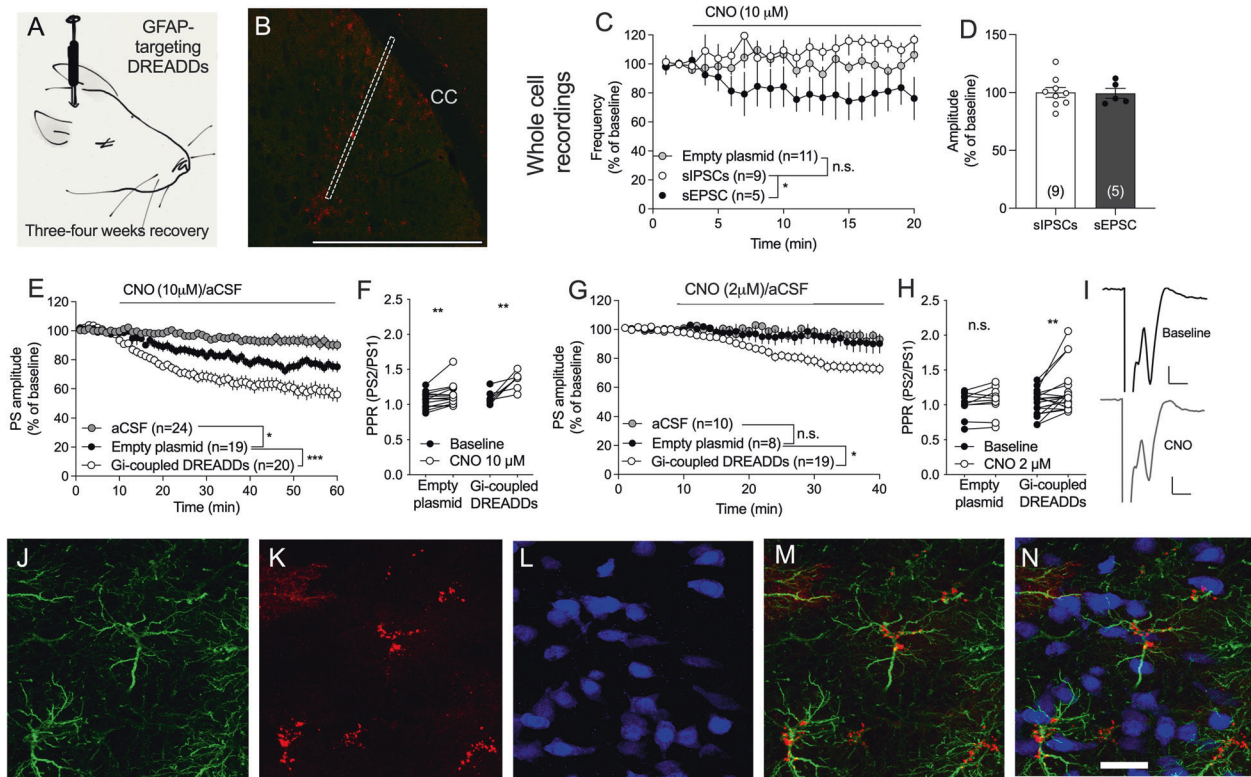 A
GFAP-
targeting
DREADDs
Three-four weeks recovery
B
CC
Whole cell
recordings
C
CNO (10 μM)
140
120
100
80
60
40
20
0
Frequency
(% of baseline)
Empty plasmid (n=11)
sIPSCs (n=9)
sEPSC (n=5)
n.s.
*
0
5
10
15
20
Time (min)
D
150
100
50
0
Amplitude
(% of baseline)
(9)
(5)
sIPSCs
sEPSC
E
CNO (10μM)/aCSF
120
100
80
60
40
20
0
PS amplitude
(% of baseline)
aCSF (n=24)
Empty plasmid (n=19)
Gi-coupled DREADDs (n=20)
*
***
0
10
20
30
40
50
60
Time (min)
F
2.5
2.0
1.5
1.0
0.5
0.0
PPR (PS2/PS1)
**
**
Baseline
CNO 10 μM
Empty
plasmid
Gi-coupled
DREADDs
G
CNO (2μM)/aCSF
120
100
80
60
40
20
0
PS amplitude
(% of baseline)
aCSF (n=10)
Empty plasmid (n=8)
Gi-coupled DREADDs (n=19)
n.s.
*
0
10
20
30
40
Time (min)
H
2.5
2.0
1.5
1.0
0.5
0.0
PPR (PS2/PS1)
n.s.
**
Baseline
CNO 2 μM
Empty
plasmid
Gi-coupled
DREADDs
I
Baseline
CNO
J
K
L
M
N